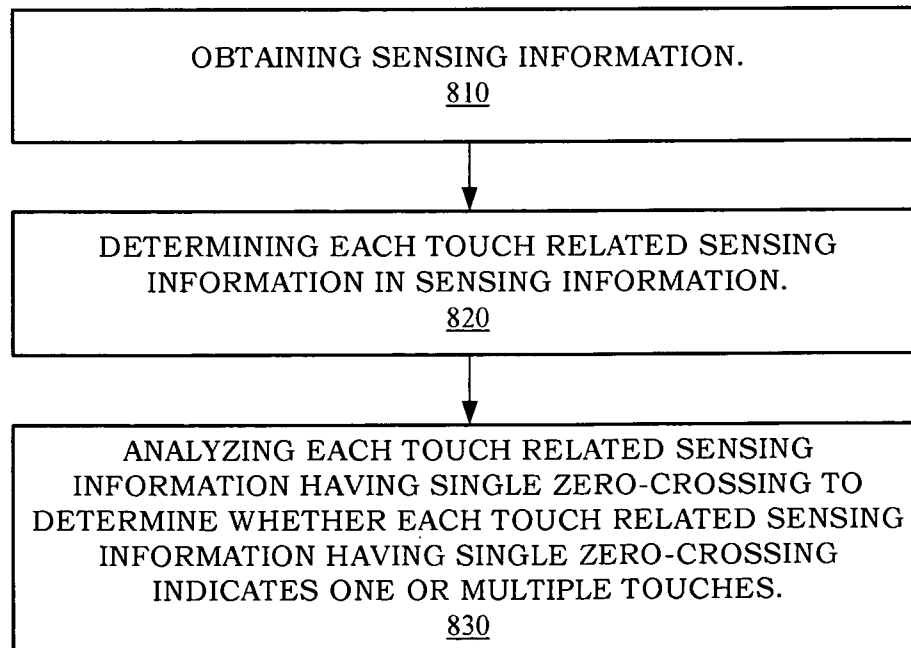 OBTAINING SENSING INFORMATION.
810
DETERMINING EACH TOUCH RELATED SENSING
INFORMATION IN SENSING INFORMATION.
820
ANALYZING EACH TOUCH RELATED SENSING
INFORMATION HAVING SINGLE ZERO-CROSSING TO
DETERMINE WHETHER EACH TOUCH RELATED SENSING
INFORMATION HAVING SINGLE ZERO-CROSSING
INDICATES ONE OR MULTIPLE TOUCHES.
830